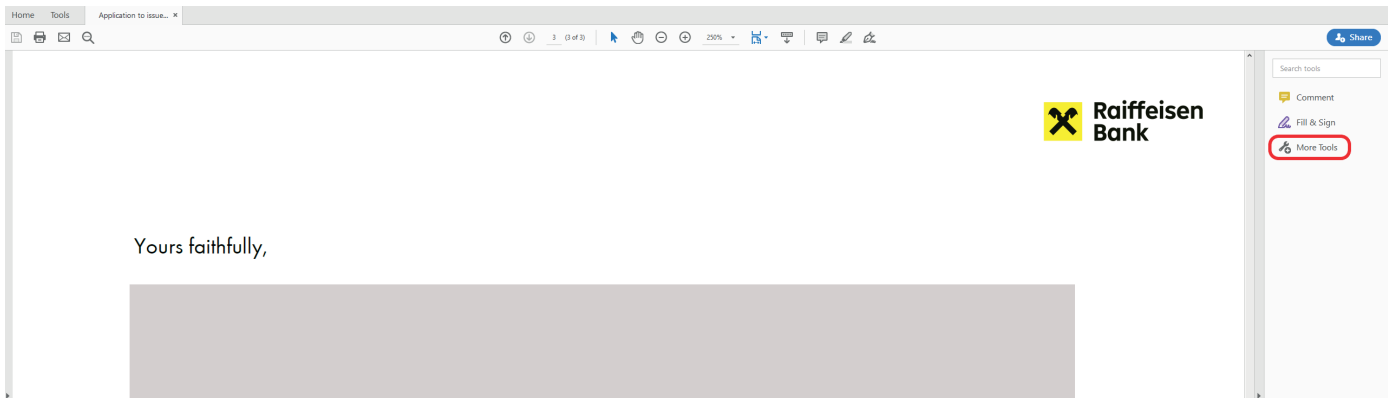 Home Tools Application to issue... ×
3 (3 of 3) 250% Share
Search tools
Comment
Fill & Sign
More Tools
Raiffeisen
Bank
Yours faithfully,